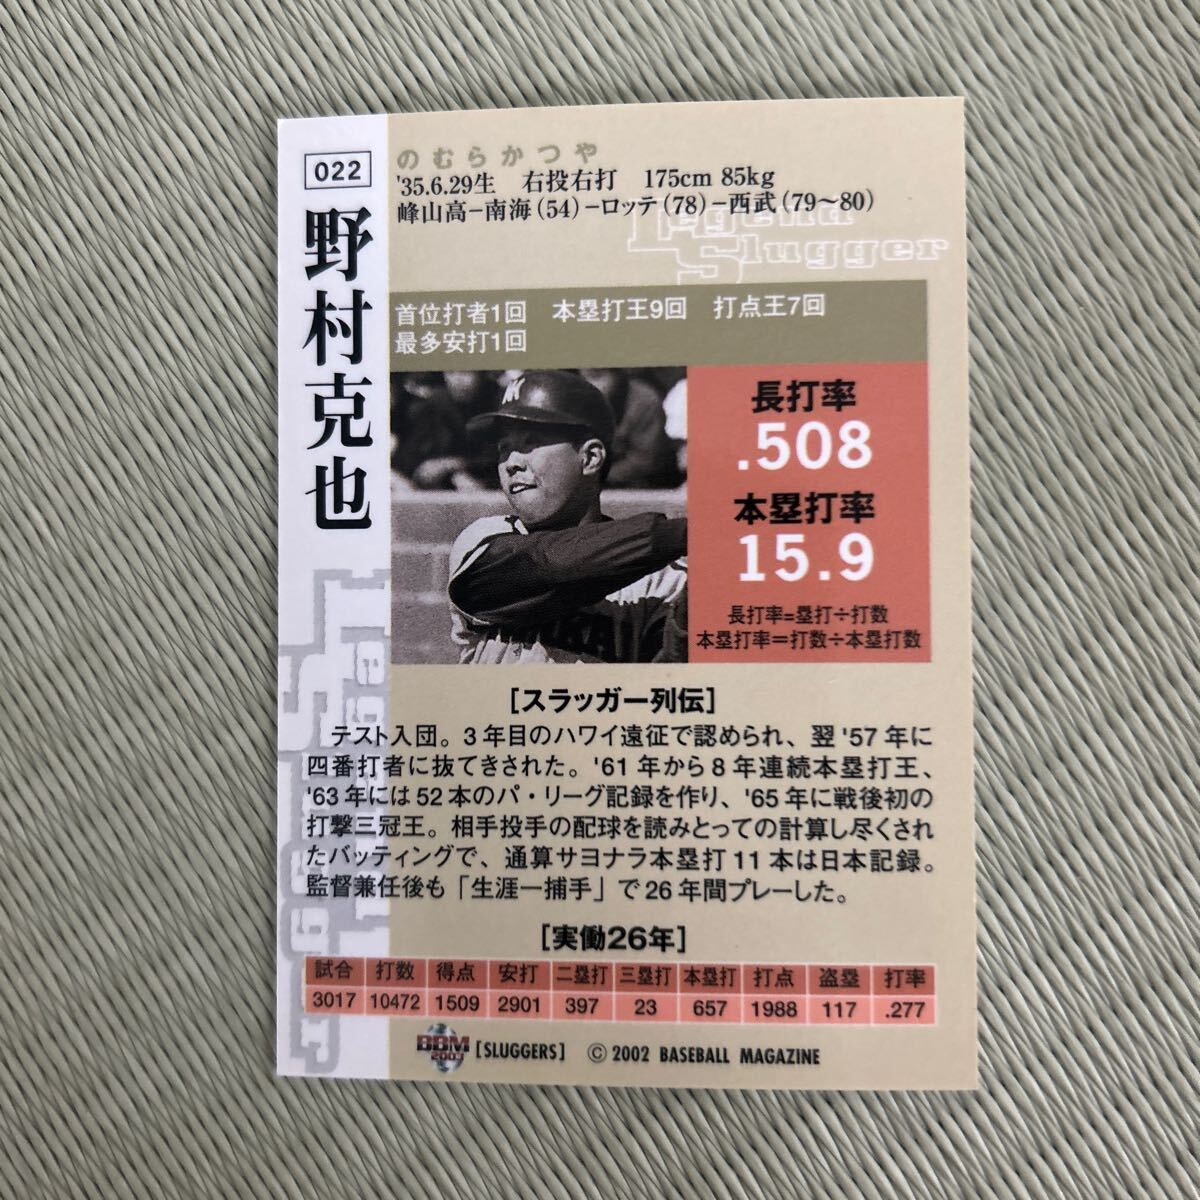 022
野村克也
のむらかつや
'35.6.29生 右投右打 175cm 85kg
峰山高−南海(54)−ロッテ(78)−西武(79〜80)
Legend
Slugger
首位打者1回 本塁打王9回 打点王7回
最多安打1回
長打率
.508
本塁打率
15.9
長打率=塁打÷打数
本塁打率=打数÷本塁打数
[スラッガー列伝]
テスト入団。3年目のハワイ遠征で認められ、翌'57年に
四番打者に抜てきされた。'61年から8年連続本塁打王、
'63年には52本のパ・リーグ記録を作り、'65年に戦後初の
打撃三冠王。相手投手の配球を読みとっての計算し尽くされ
たバッティングで、通算サヨナラ本塁打11本は日本記録。
監督兼任後も「生涯一捕手」で26年間プレーした。
[実働26年]
試合 打数 得点 安打 二塁打 三塁打 本塁打 打点 盗塁 打率
3017 10472 1509 2901 397 23 657 1988 117 .277
BBM 2003 [SLUGGERS] © 2002 BASEBALL MAGAZINE